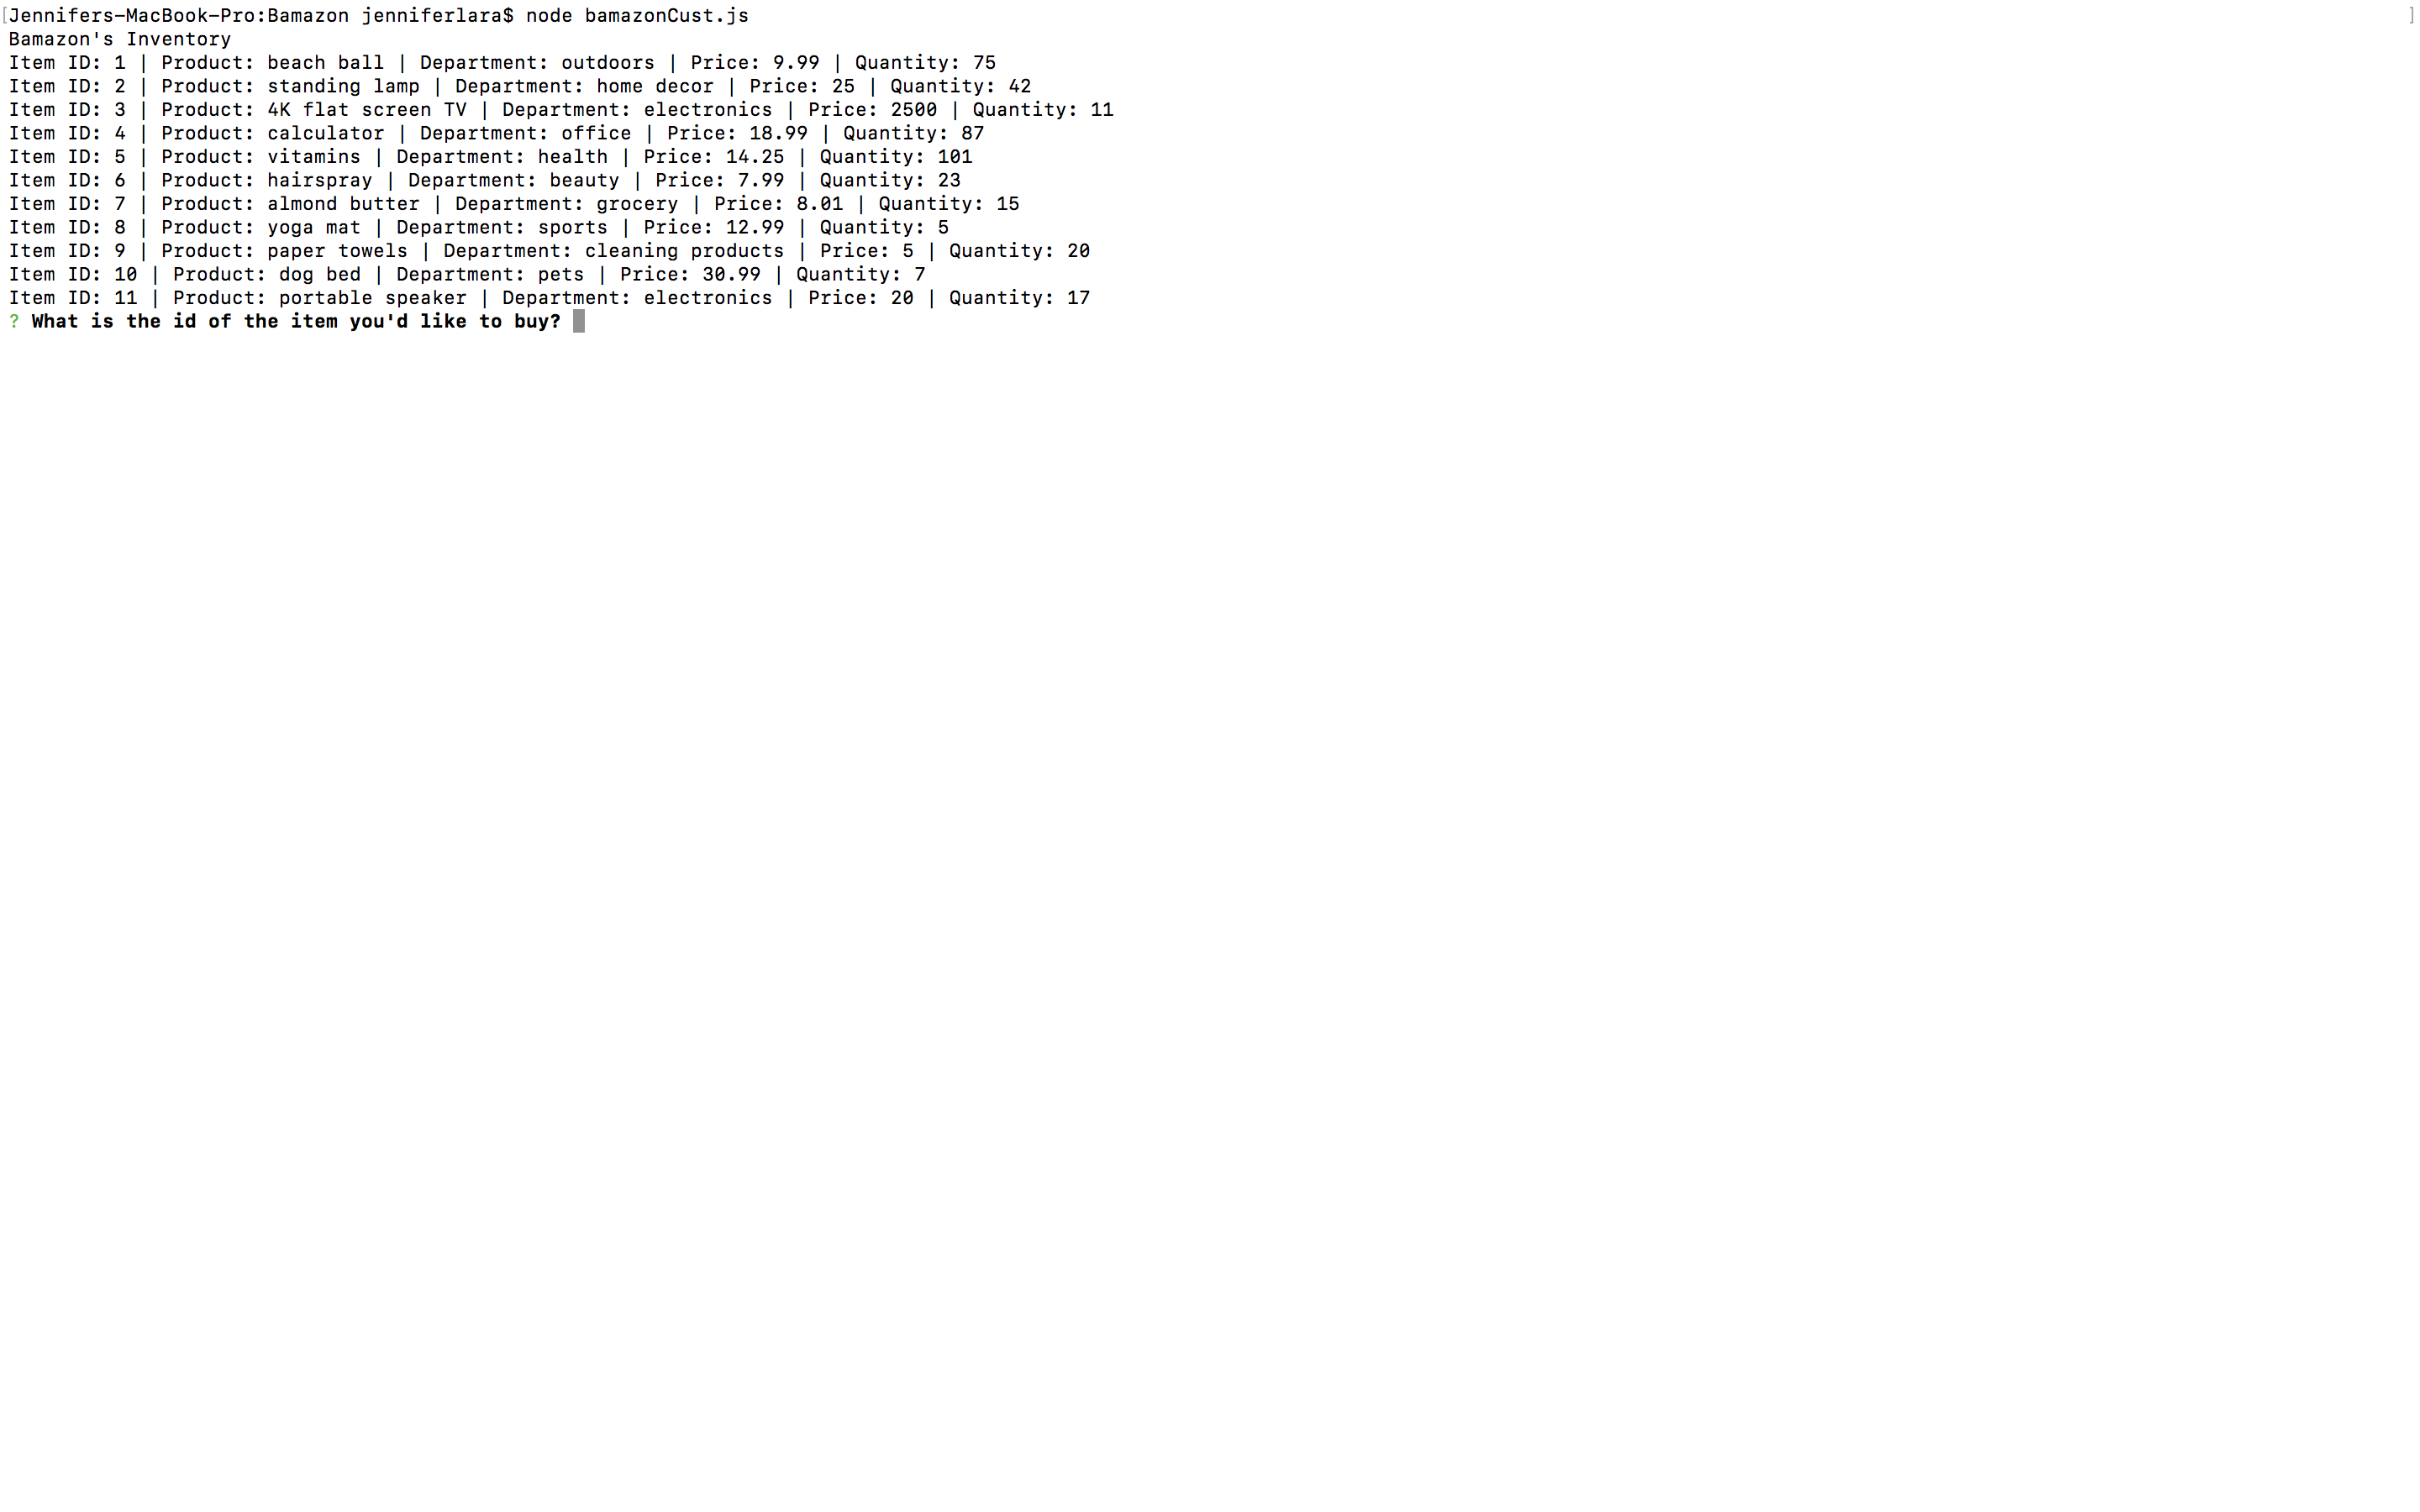 [Jennifers-MacBook-Pro:Bamazon jenniferlara$ node bamazonCust.js ]
Bamazon's Inventory
Item ID: 1 | Product: beach ball | Department: outdoors | Price: 9.99 | Quantity: 75
Item ID: 2 | Product: standing lamp | Department: home decor | Price: 25 | Quantity: 42
Item ID: 3 | Product: 4K flat screen TV | Department: electronics | Price: 2500 | Quantity: 11
Item ID: 4 | Product: calculator | Department: office | Price: 18.99 | Quantity: 87
Item ID: 5 | Product: vitamins | Department: health | Price: 14.25 | Quantity: 101
Item ID: 6 | Product: hairspray | Department: beauty | Price: 7.99 | Quantity: 23
Item ID: 7 | Product: almond butter | Department: grocery | Price: 8.01 | Quantity: 15
Item ID: 8 | Product: yoga mat | Department: sports | Price: 12.99 | Quantity: 5
Item ID: 9 | Product: paper towels | Department: cleaning products | Price: 5 | Quantity: 20
Item ID: 10 | Product: dog bed | Department: pets | Price: 30.99 | Quantity: 7
Item ID: 11 | Product: portable speaker | Department: electronics | Price: 20 | Quantity: 17
? What is the id of the item you'd like to buy?